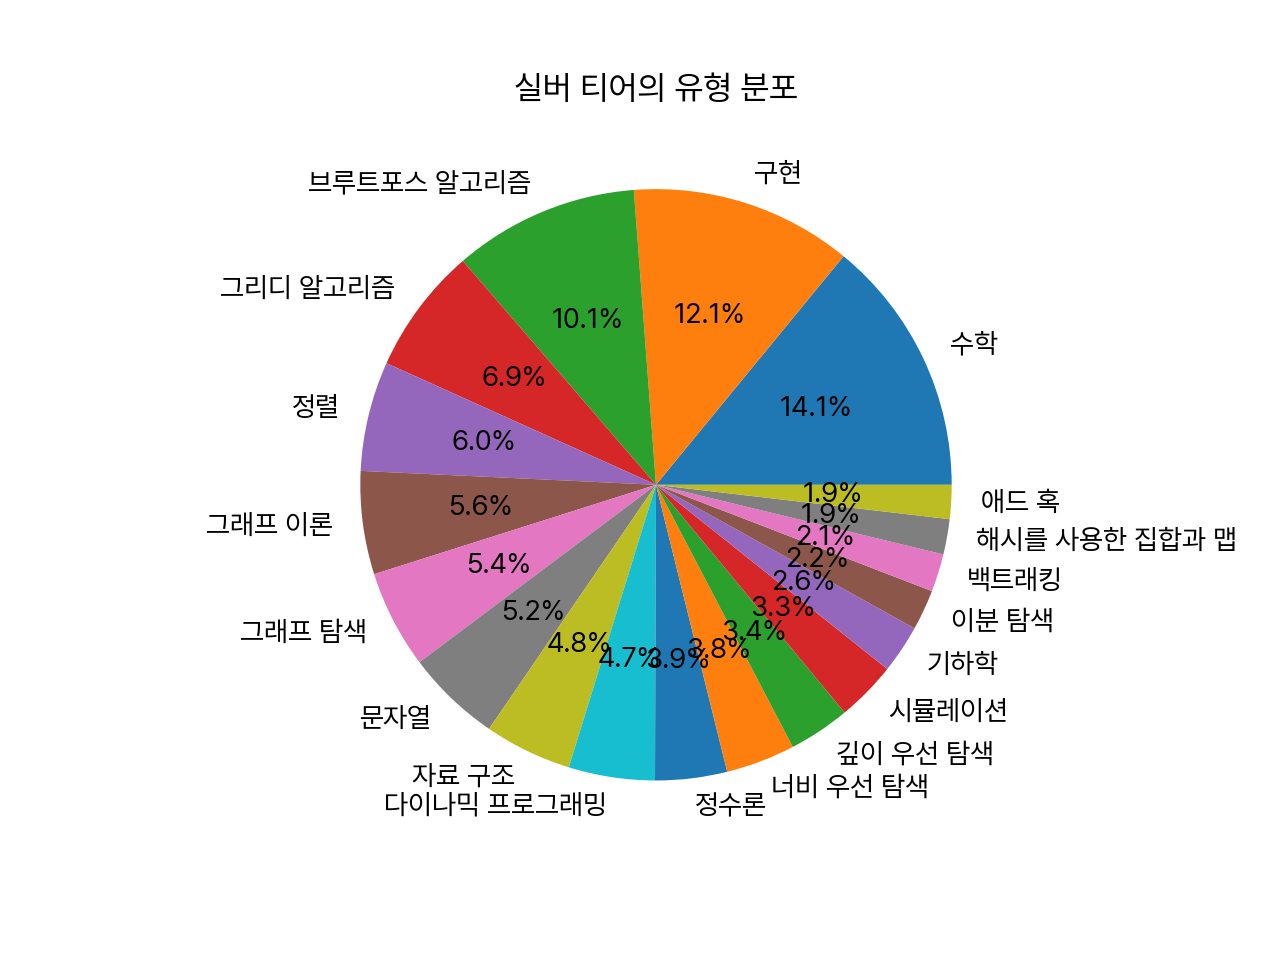 실버 티어의 유형 분포
수학
14.1%
구현
12.1%
브루트포스 알고리즘
10.1%
그리디 알고리즘
6.9%
정렬
6.0%
그래프 이론
5.6%
그래프 탐색
5.4%
문자열
5.2%
자료 구조
4.8%
다이나믹 프로그래밍
4.7%
정수론
3.9%
너비 우선 탐색
3.8%
깊이 우선 탐색
3.4%
시뮬레이션
3.3%
기하학
2.6%
이분 탐색
2.2%
백트래킹
2.1%
해시를 사용한 집합과 맵
1.9%
애드 혹
1.9%